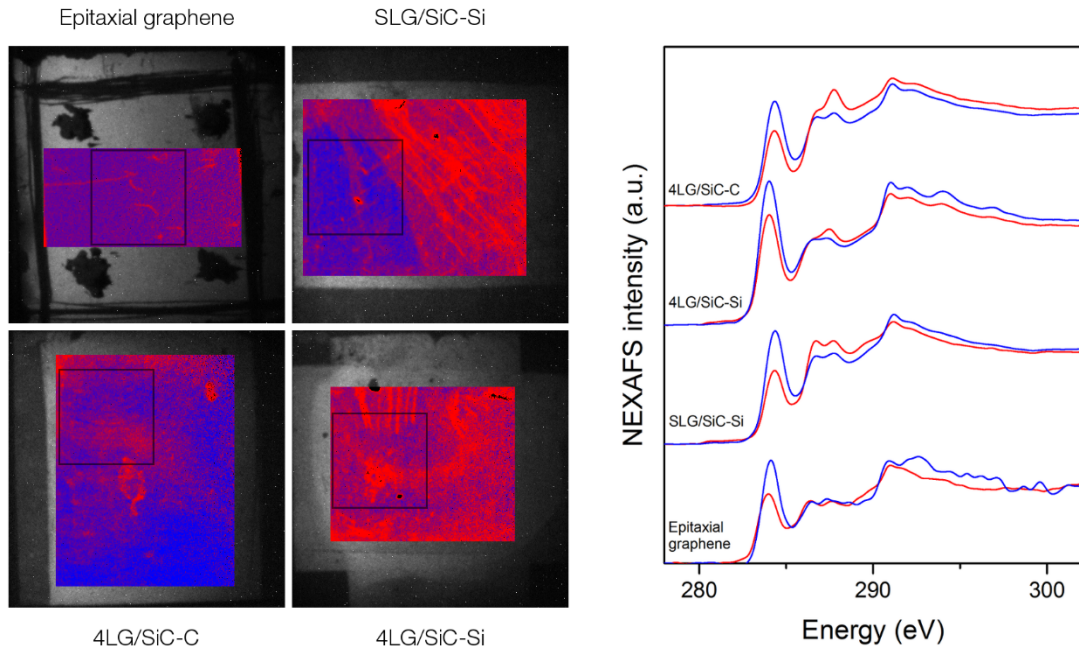 Epitaxial graphene
SLG/SiC-Si
4LG/SiC-C
4LG/SiC-Si
NEXAFS intensity (a.u.)
4LG/SiC-C
4LG/SiC-Si
SLG/SiC-Si
Epitaxial
graphene
280
290
300
Energy (eV)